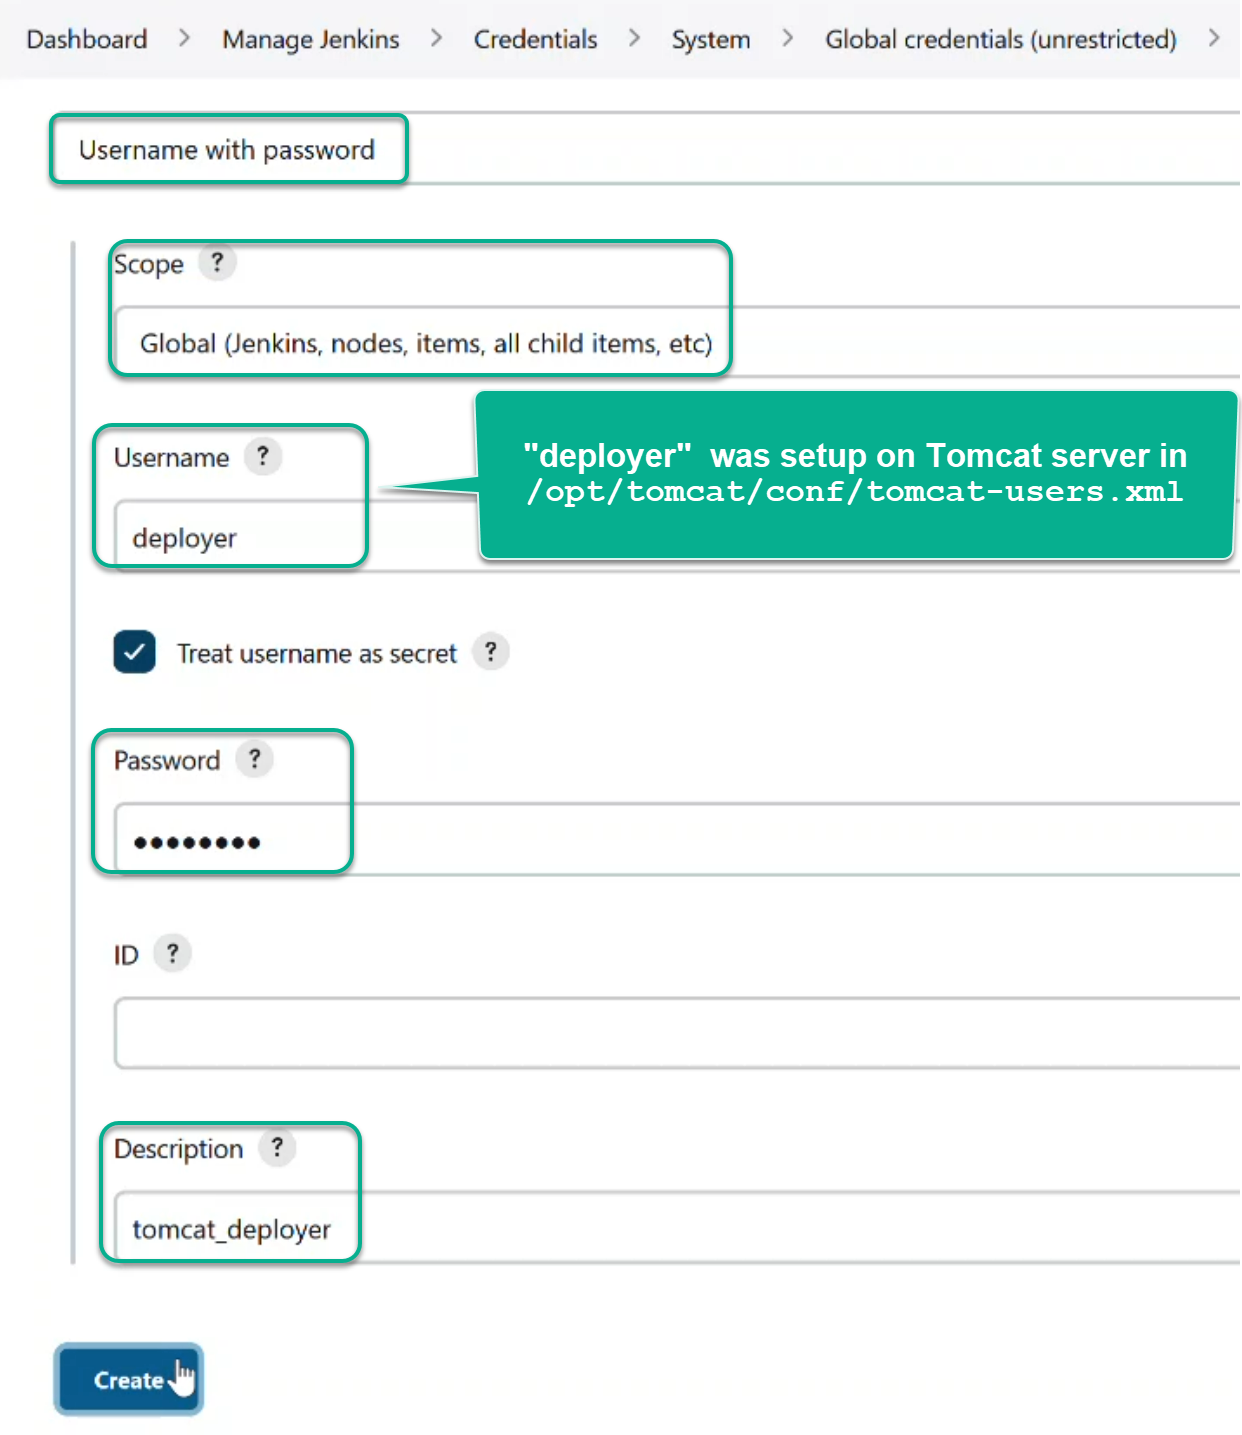 Dashboard > Manage Jenkins > Credentials > System > Global credentials (unrestricted) >
Username with password
Scope ?
Global (Jenkins, nodes, items, all child items, etc)
Username ?
"deployer" was setup on Tomcat server in
/opt/tomcat/conf/tomcat-users.xml
deployer
Treat username as secret ?
Password ?
••••••••
ID ?
Description ?
tomcat_deployer
Create